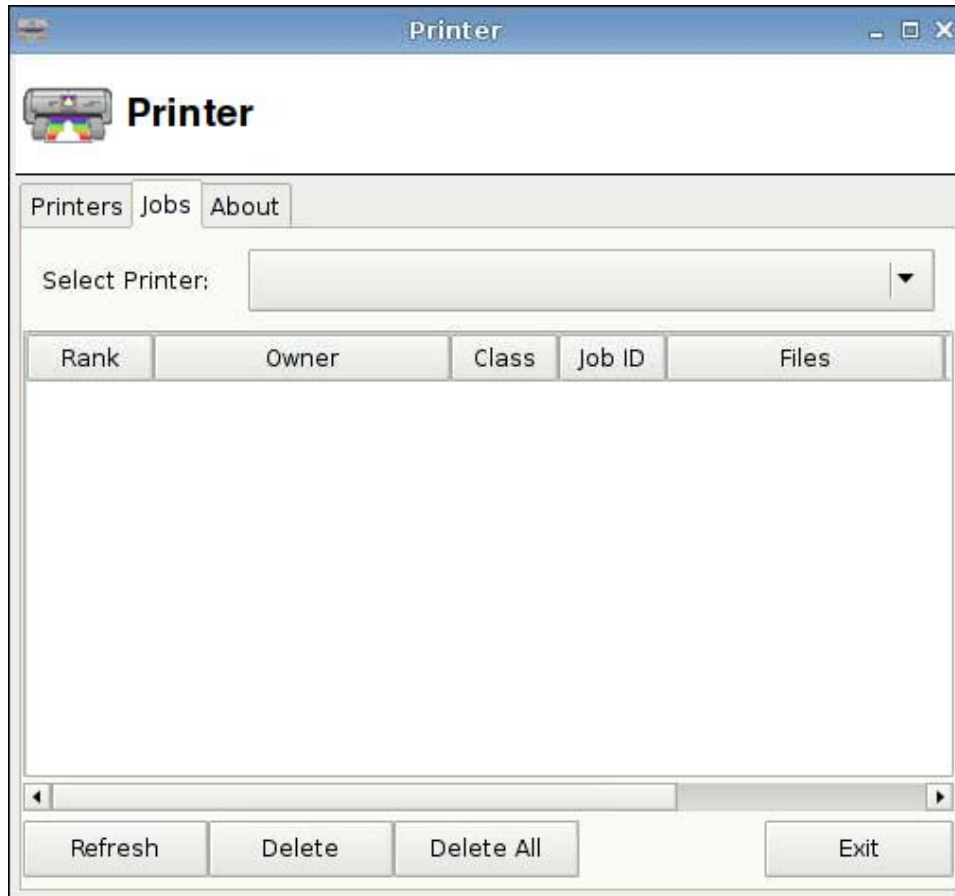 Printer
Printer
Printers Jobs About
Select Printer:
Rank Owner Class Job ID Files
Refresh Delete Delete All Exit